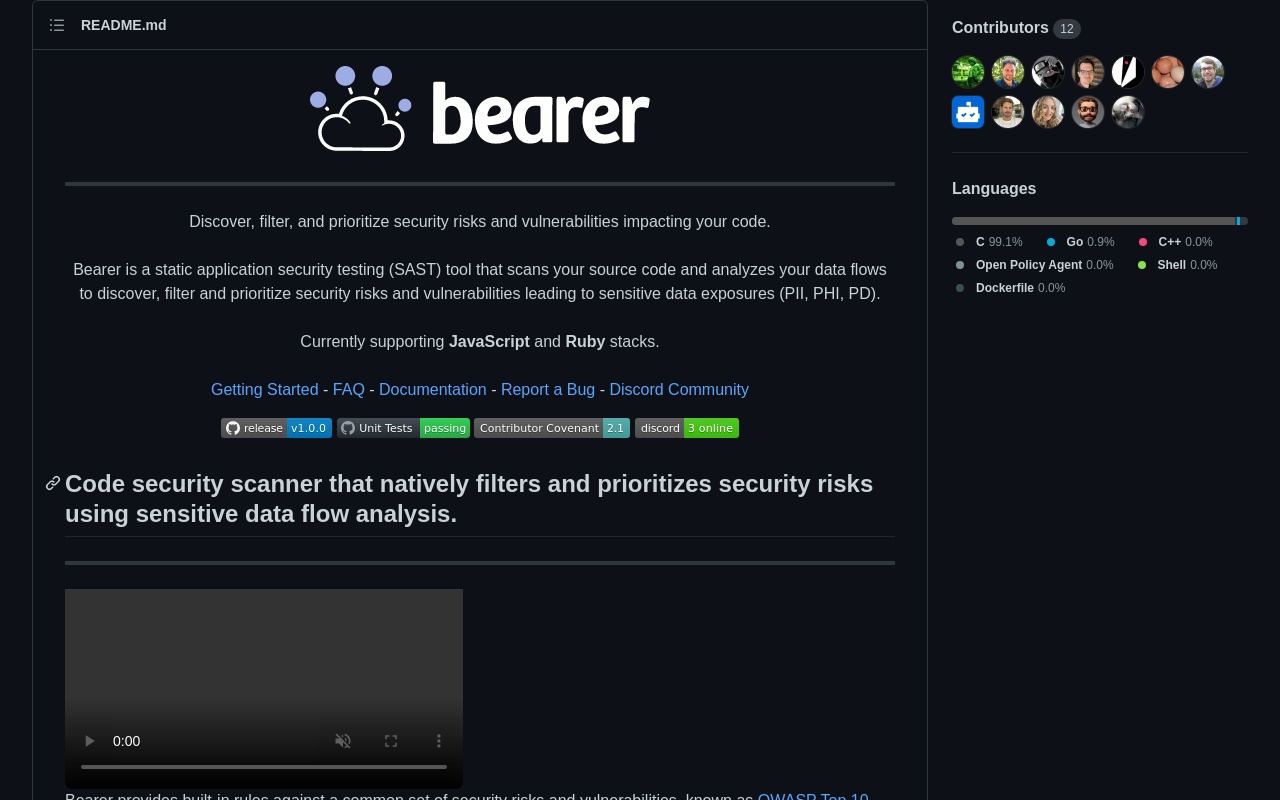 README.md
bearer
Discover, filter, and prioritize security risks and vulnerabilities impacting your code.
Bearer is a static application security testing (SAST) tool that scans your source code and analyzes your data flows
to discover, filter and prioritize security risks and vulnerabilities leading to sensitive data exposures (PII, PHI, PD).
Currently supporting JavaScript and Ruby stacks.
Getting Started - FAQ - Documentation - Report a Bug - Discord Community
release v1.0.0 Unit Tests passing Contributor Covenant 2.1 discord 3 online
Code security scanner that natively filters and prioritizes security risks
using sensitive data flow analysis.
0:00
Bearer provides built-in rules against a common set of security risks and vulnerabilities, known as OWASP Top 10
Contributors 12
Languages
C 99.1% Go 0.9% C++ 0.0%
Open Policy Agent 0.0% Shell 0.0%
Dockerfile 0.0%